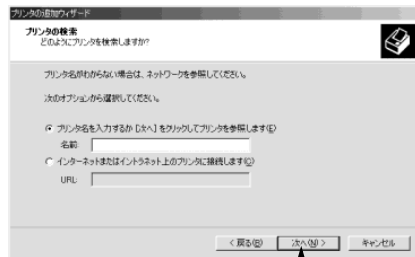 プリンタの追加ウィザード
プリンタの検索
どのようにプリンタを検索しますか?
プリンタ名がわからない場合は、ネットワークを参照してください。
次のオプションから選択してください。
プリンタ名を入力するか [次へ] をクリックしてプリンタを参照します(E)
名前:
インターネットまたはイントラネット上のプリンタに接続します(O)
URL:
< 戻る(B)
次へ(N) >
キャンセル